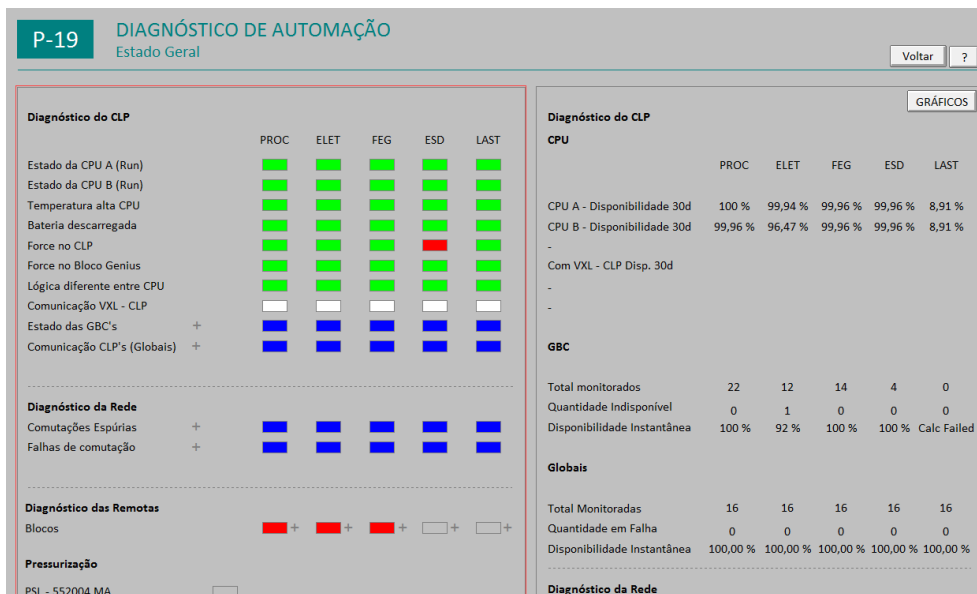 P-19
DIAGNÓSTICO DE AUTOMAÇÃO
Estado Geral
Voltar
?
Diagnóstico do CLP
PROC ELET FEG ESD LAST
Estado da CPU A (Run)
Estado da CPU B (Run)
Temperatura alta CPU
Bateria descarregada
Force no CLP
Force no Bloco Genius
Lógica diferente entre CPU
Comunicação VXL - CLP
Estado das GBC's +
Comunicação CLP's (Globais) +
Diagnóstico da Rede
Comutações Espúrias +
Falhas de comutação +
Diagnóstico das Remotas
Blocos + + + + +
Pressurização
PSL - 552004 MA
GRÁFICOS
Diagnóstico do CLP
CPU
PROC ELET FEG ESD LAST
CPU A - Disponibilidade 30d 100 % 99,94 % 99,96 % 99,96 % 8,91 %
CPU B - Disponibilidade 30d 99,96 % 96,47 % 99,96 % 99,96 % 8,91 %
-
Com VXL - CLP Disp. 30d
-
-
GBC
Total monitorados 22 12 14 4 0
Quantidade Indisponível 0 1 0 0 0
Disponibilidade Instantânea 100 % 92 % 100 % 100 % Calc Failed
Globais
Total Monitoradas 16 16 16 16 16
Quantidade em Falha 0 0 0 0 0
Disponibilidade Instantânea 100,00 % 100,00 % 100,00 % 100,00 % 100,00 %
Diagnóstico da Rede